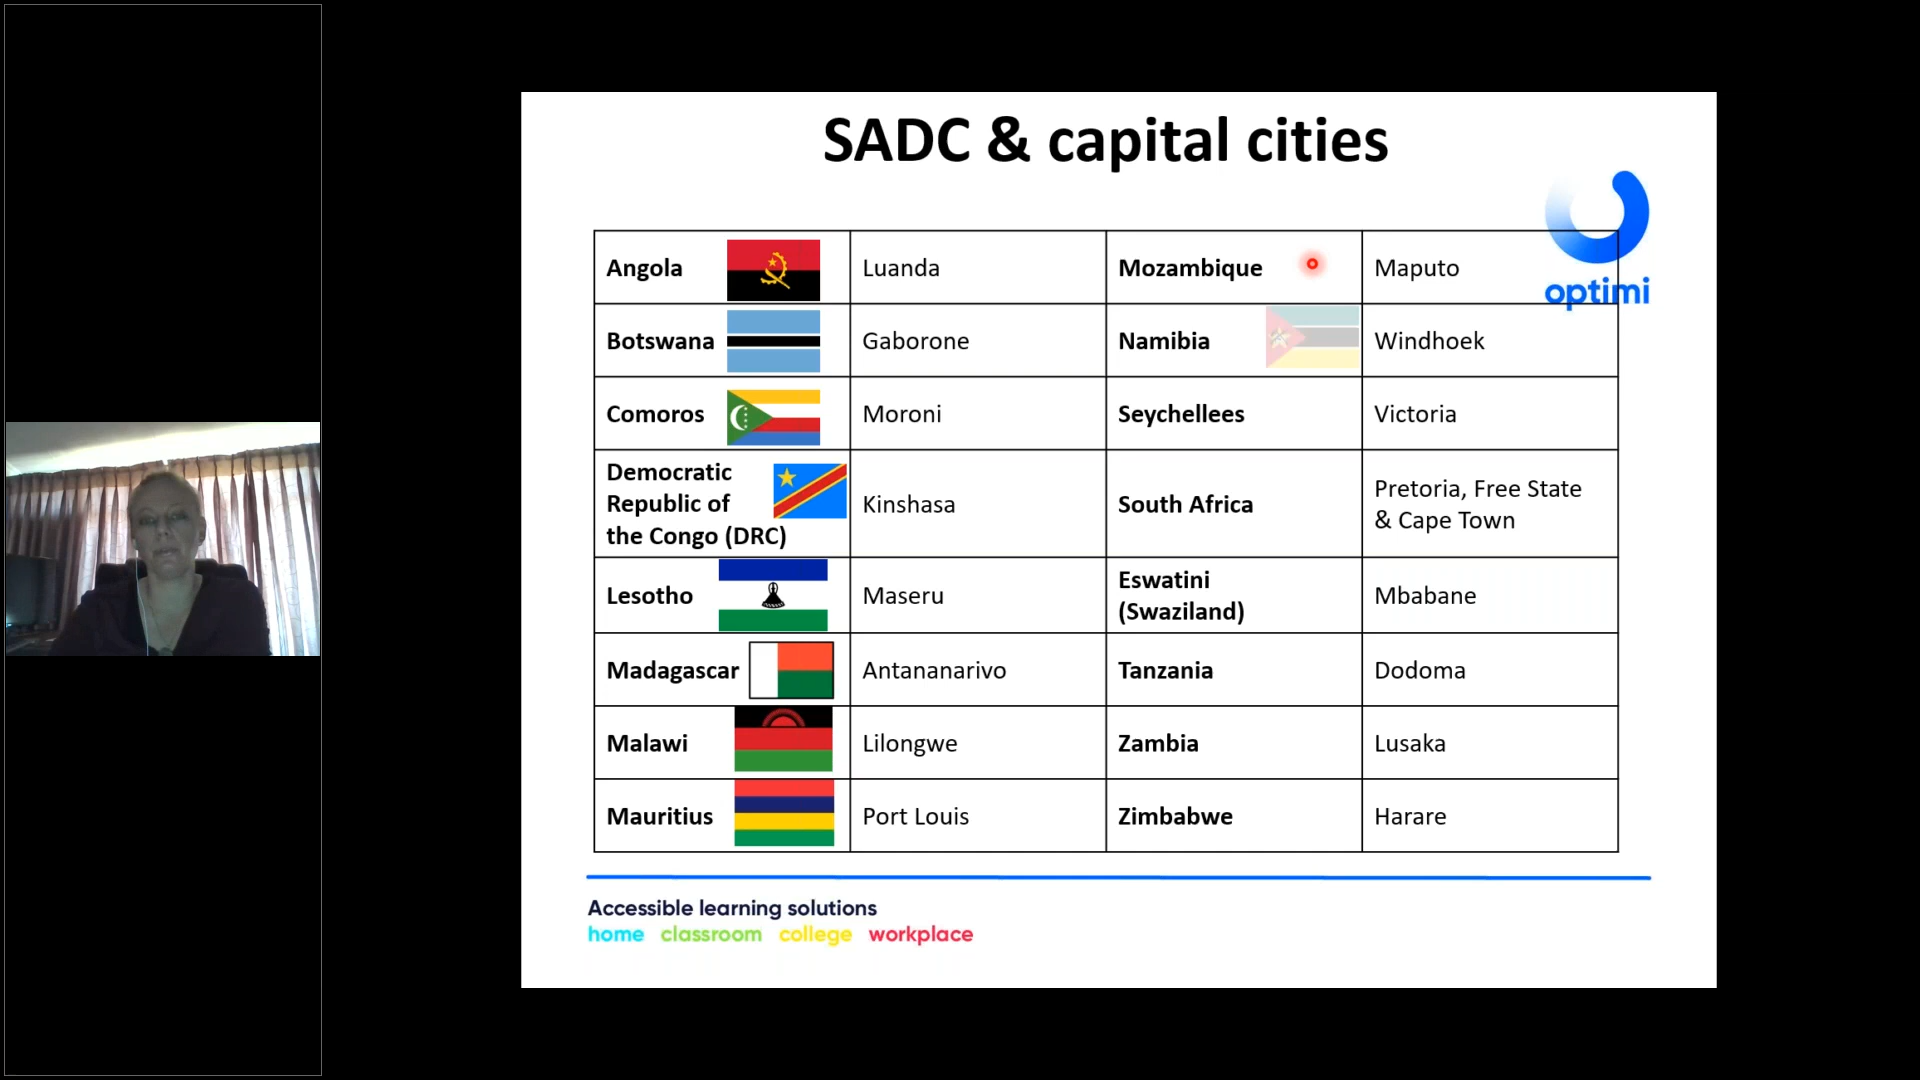 SADC & capital cities
optimi
Angola Luanda Mozambique Maputo
Botswana Gaborone Namibia Windhoek
Comoros Moroni Seychellees Victoria
Democratic
Republic of
the Congo (DRC)
Kinshasa
South Africa
Pretoria, Free State
& Cape Town
Lesotho Maseru
Eswatini
(Swaziland)
Mbabane
Madagascar Antananarivo Tanzania Dodoma
Malawi Lilongwe Zambia Lusaka
Mauritius Port Louis Zimbabwe Harare
Accessible learning solutions
home classroom college workplace